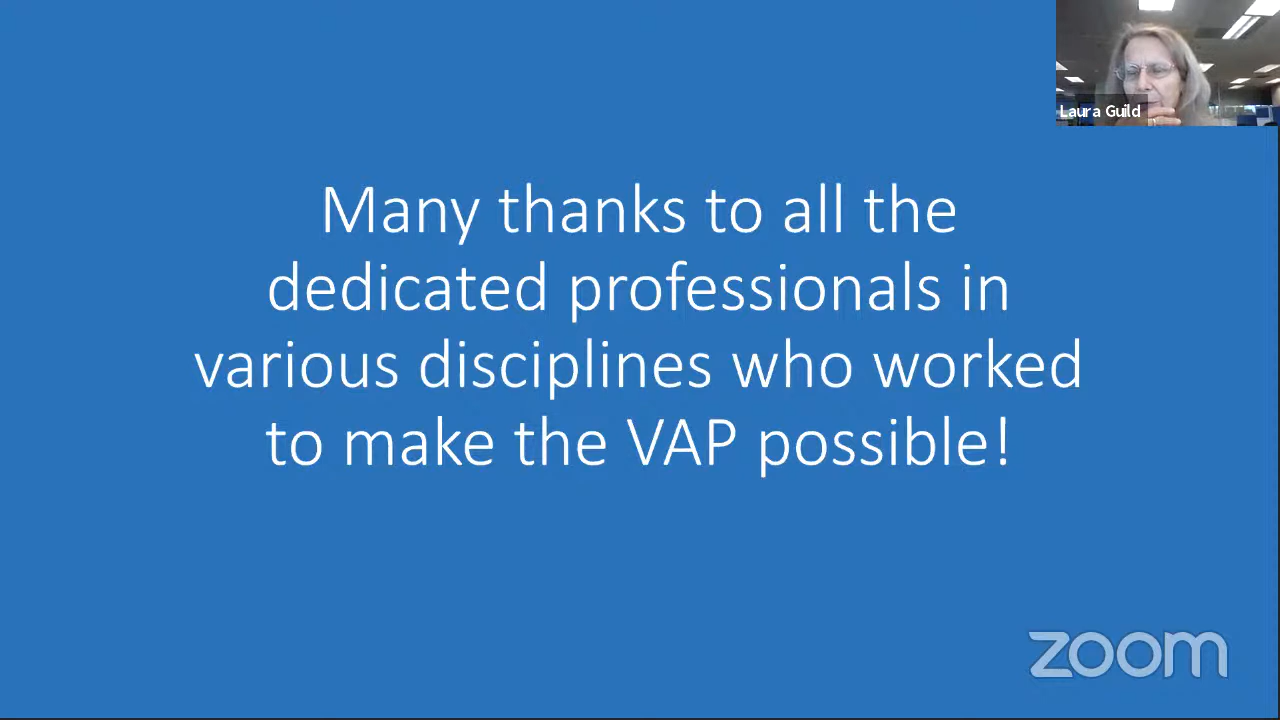 Laura Guild
Many thanks to all the
dedicated professionals in
various disciplines who worked
to make the VAP possible!
zoom